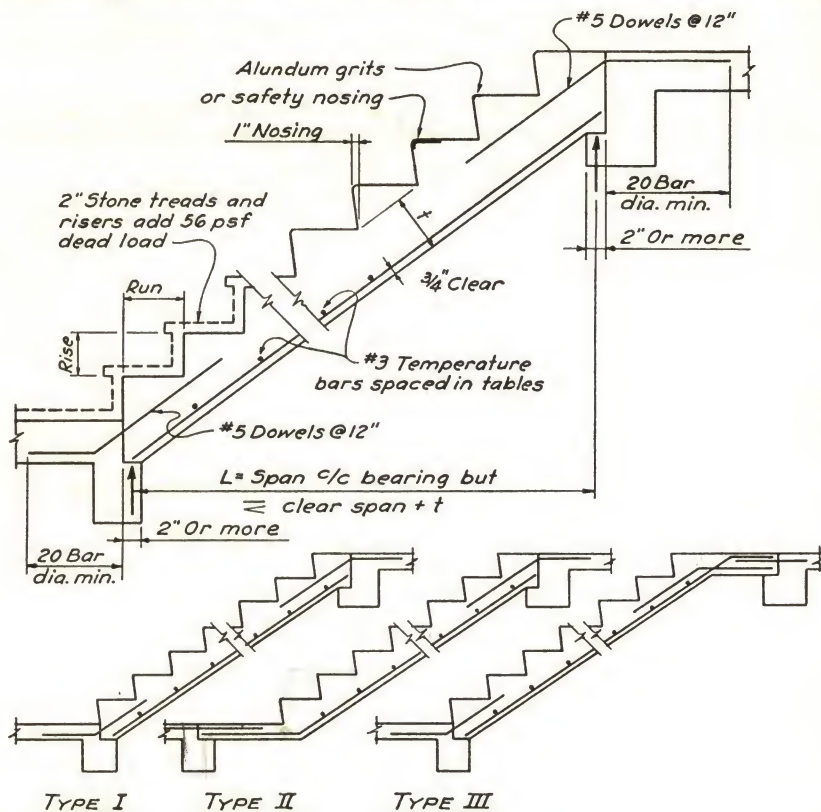 #5 Dowels @ 12"
Alundum grits
or safety nosing
1" Nosing
2" Stone treads and
risers add 56 psf
dead load
20 Bar
dia. min.
2" Or more
t
3/4" Clear
Run
Rise
#3 Temperature
bars spaced in tables
#5 Dowels @ 12"
L = Span c/c bearing but
≦ clear span + t
2" Or more
20 Bar
dia. min.
TYPE I
TYPE II
TYPE III